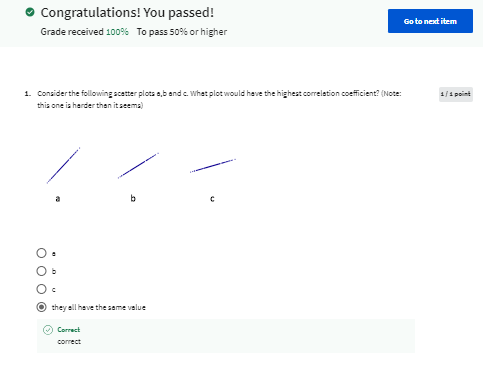 Congratulations! You passed!
Go to next item
Grade received 100% To pass 50% or higher
1. Consider the following scatter plots a,b and c. What plot would have the highest correlation coefficient? (Note:
this one is harder than it seems)
1 / 1 point
a b c
a
b
c
they all have the same value
Correct
correct